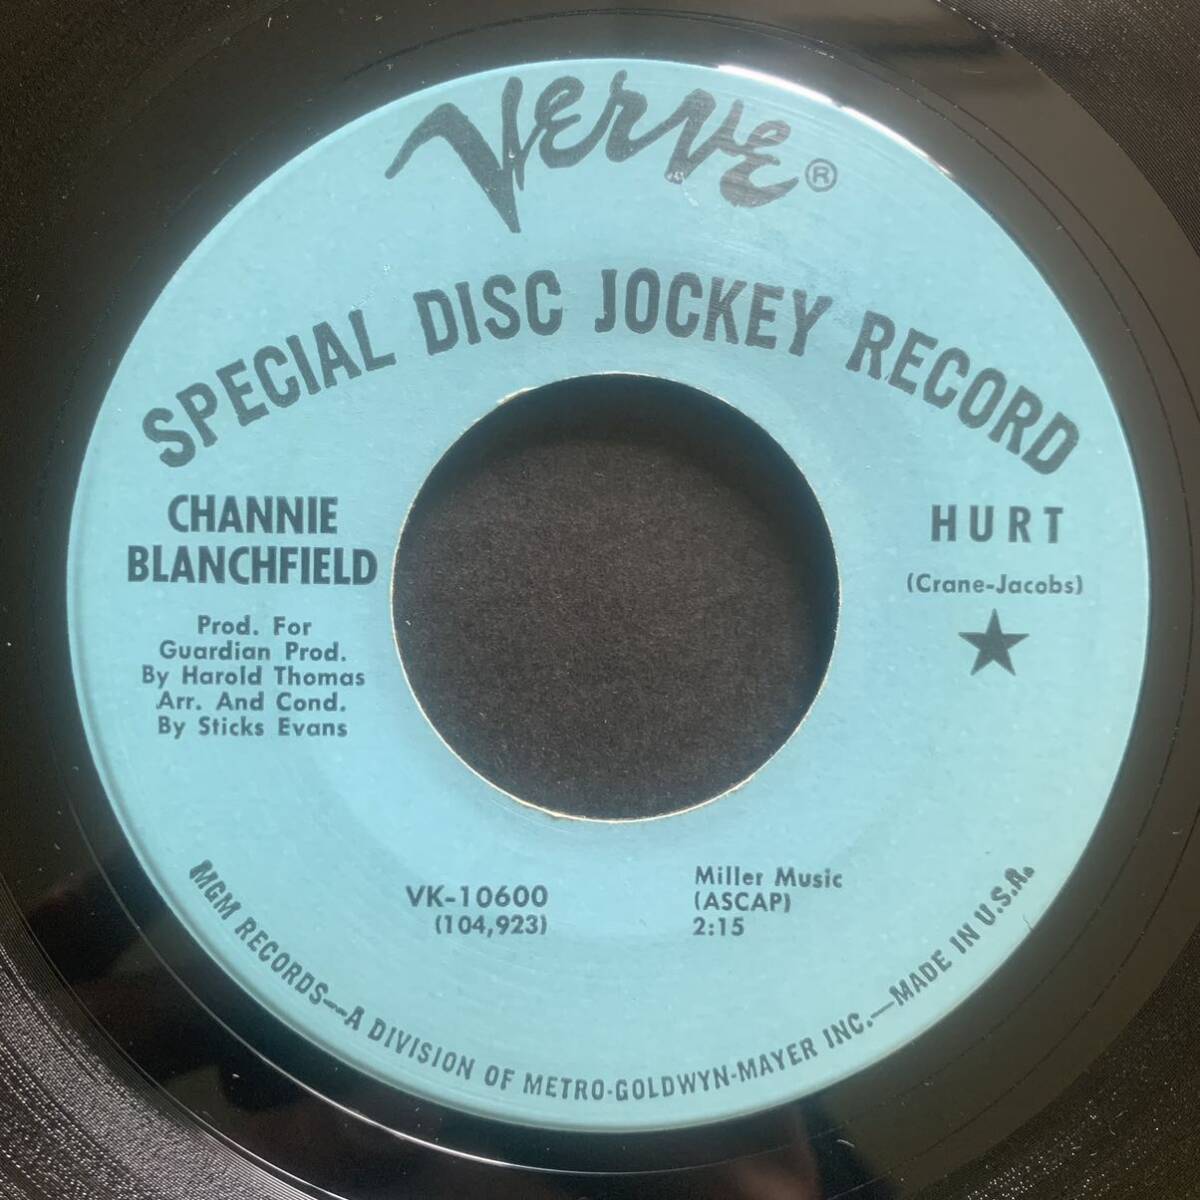 Verve®
SPECIAL DISC JOCKEY RECORD
CHANNIE
BLANCHFIELD
Prod. For
Guardian Prod.
By Harold Thomas
Arr. And Cond.
By Sticks Evans
HURT
(Crane-Jacobs)
VK-10600
(104,923)
Miller Music
(ASCAP)
2:15
MGM RECORDS—A DIVISION OF METRO-GOLDWYN-MAYER INC.—MADE IN U.S.A.